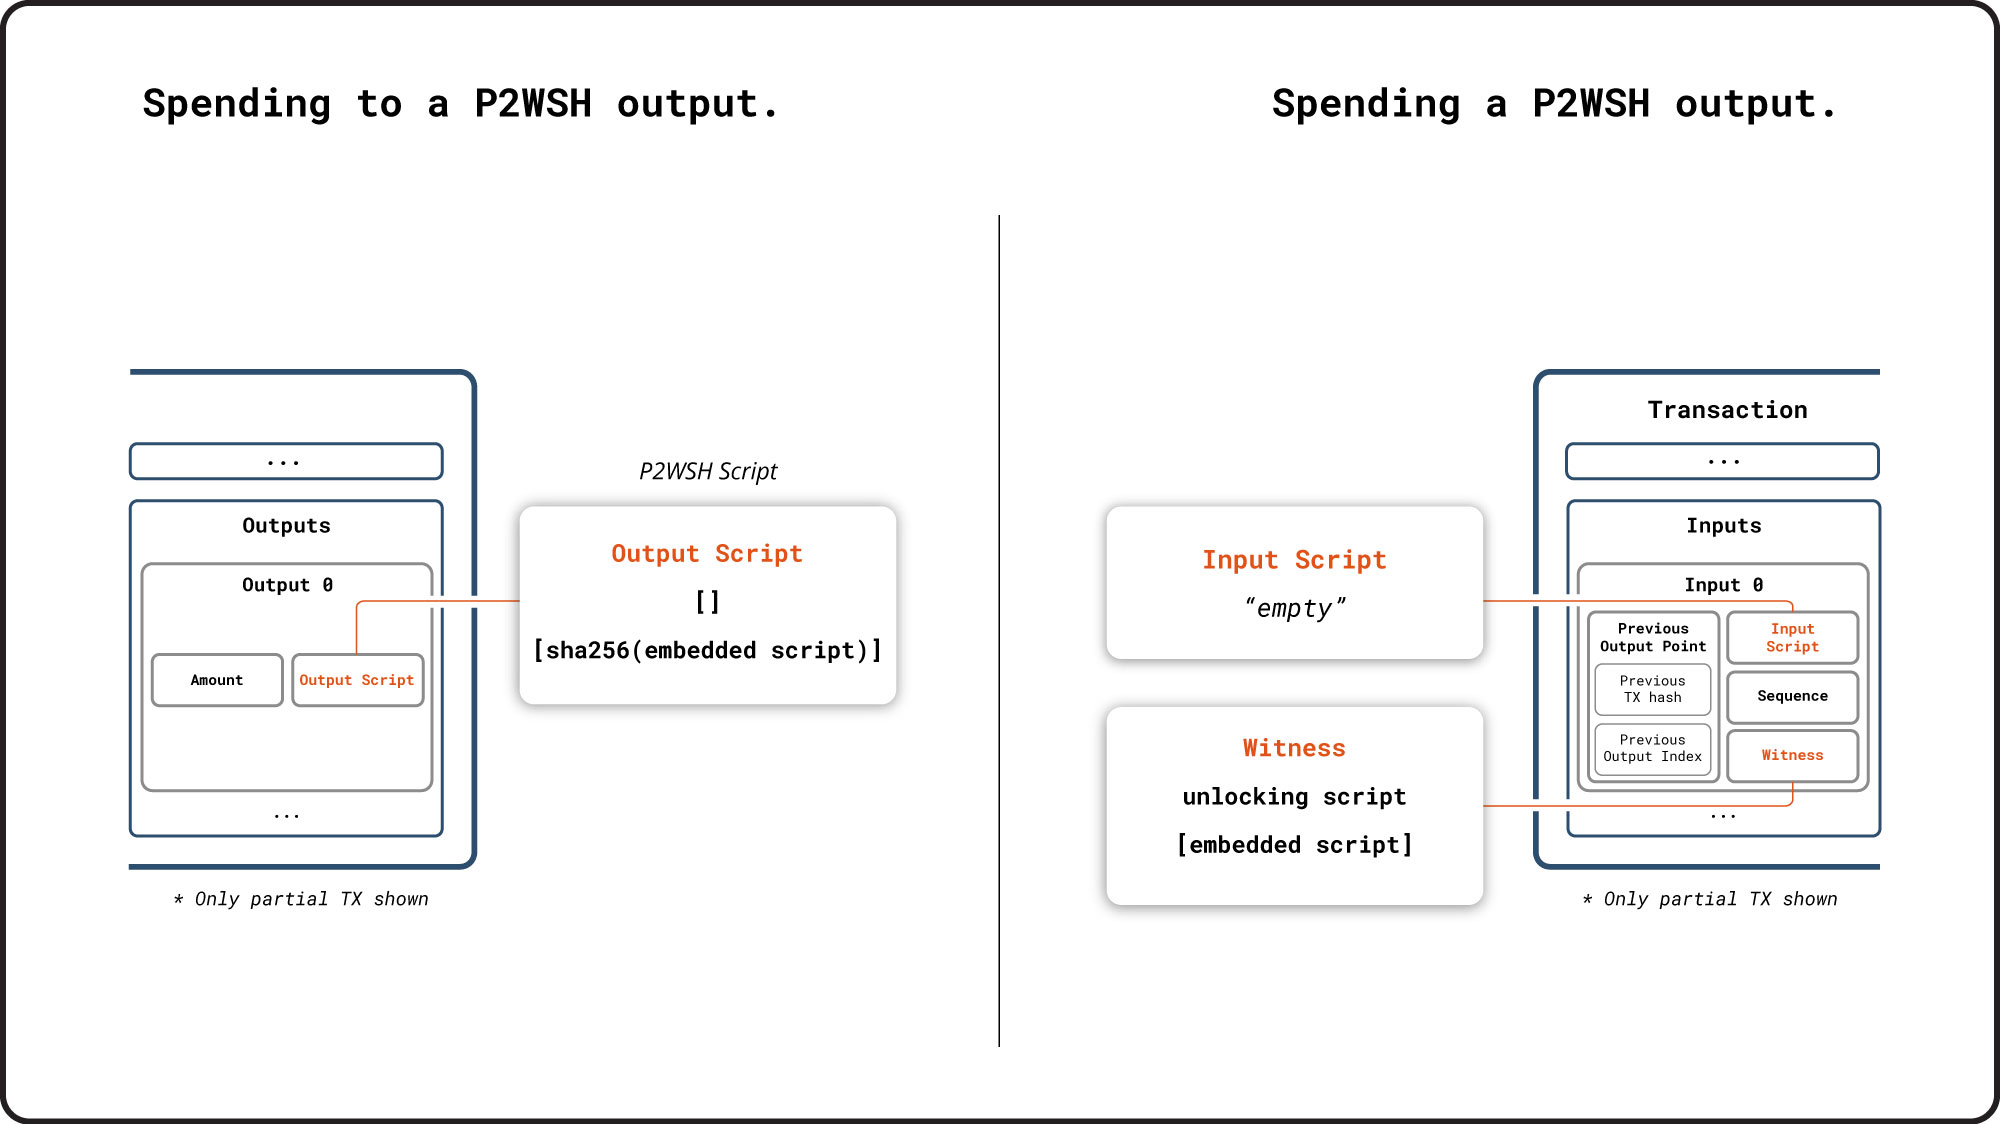 Spending to a P2WSH output.
...
Outputs
Output 0
Amount
Output Script
...
* Only partial TX shown
P2WSH Script
Output Script
[]
[sha256(embedded script)]
Spending a P2WSH output.
Input Script
“empty”
Witness
unlocking script
[embedded script]
Transaction
...
Inputs
Input 0
Previous
Output Point
Previous
TX hash
Previous
Output Index
Input
Script
Sequence
Witness
...
* Only partial TX shown